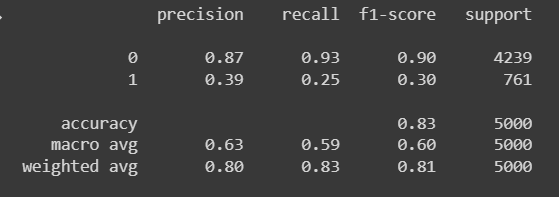 precision recall f1-score support
0 0.87 0.93 0.90 4239
1 0.39 0.25 0.30 761
accuracy 0.83 5000
macro avg 0.63 0.59 0.60 5000
weighted avg 0.80 0.83 0.81 5000